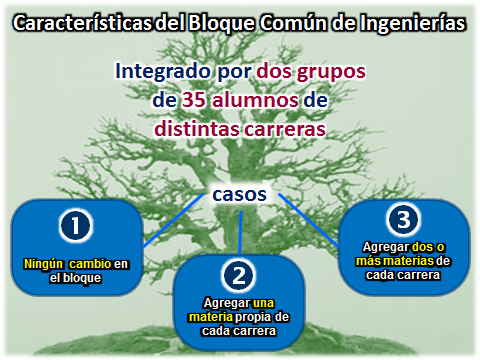 Características del Bloque Común de Ingenierías
Integrado por dos grupos
de 35 alumnos de
distintas carreras
casos
1
Ningún cambio en
el bloque
2
Agregar una
materia propia de
cada carrera
3
Agregar dos o
más materias de
cada carrera